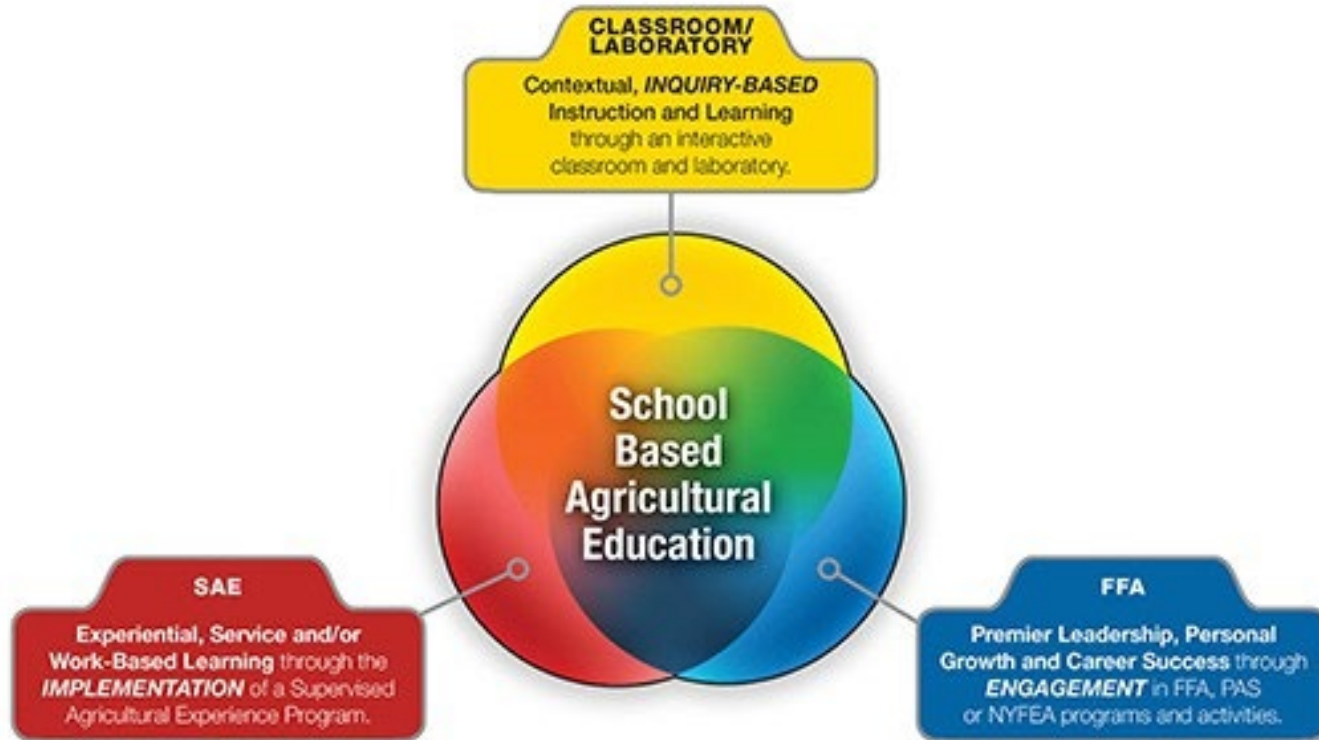 CLASSROOM/
LABORATORY
Contextual, INQUIRY-BASED
Instruction and Learning
through an interactive
classroom and laboratory.
School
Based
Agricultural
Education
SAE
Experiential, Service and/or
Work-Based Learning through the
IMPLEMENTATION of a Supervised
Agricultural Experience Program.
FFA
Premier Leadership, Personal
Growth and Career Success through
ENGAGEMENT in FFA, PAS
or NYFEA programs and activities.